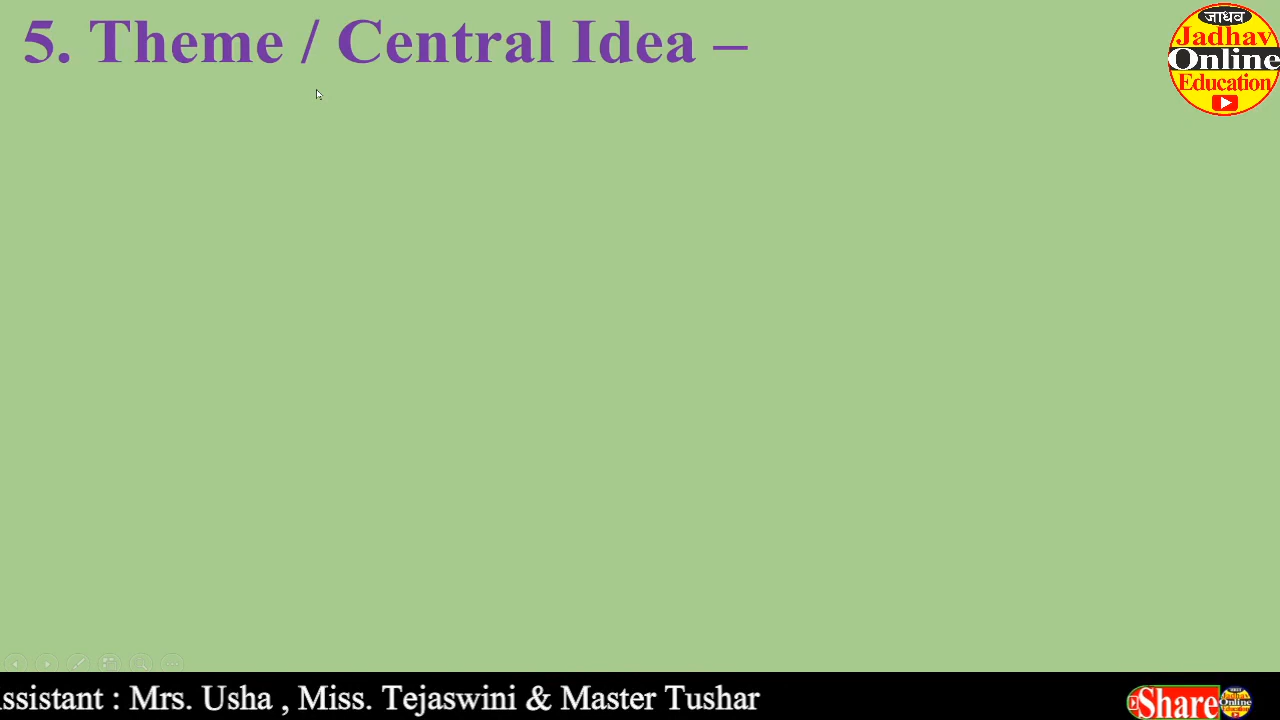 5. Theme / Central Idea –
जाधव
Jadhav
Online
Education
ssistant : Mrs. Usha , Miss. Tejaswini & Master Tushar
Share